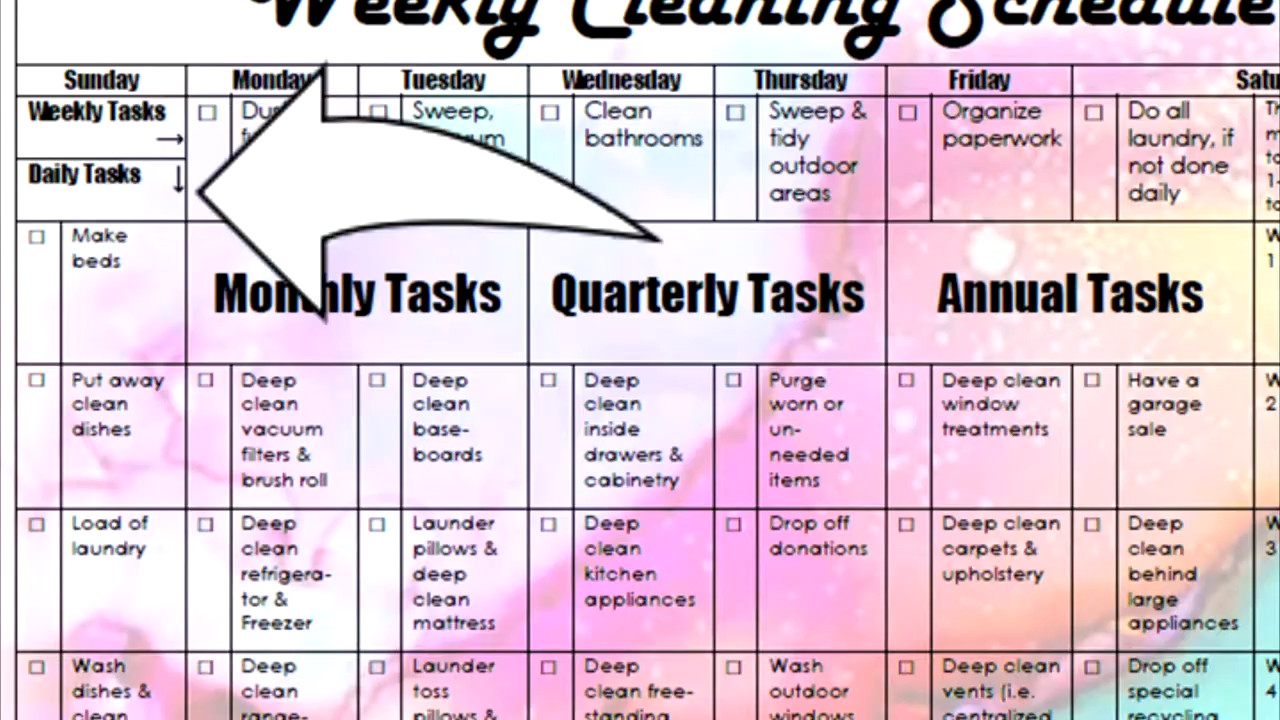 Weekly Cleaning Schedule
Sunday Monday Tuesday Wednesday Thursday Friday
Weekly Tasks →
Daily Tasks ↓
☐ Sweep,
☐ Clean
bathrooms
☐ Sweep &
tidy
outdoor
areas
☐ Organize
paperwork
☐ Do all
laundry, if
not done
daily
☐ Make
beds
Monthly Tasks
Quarterly Tasks
Annual Tasks
☐ Put away
clean
dishes
☐ Deep
clean
vacuum
filters &
brush roll
☐ Deep
clean
base-
boards
☐ Deep
clean
inside
drawers &
cabinetry
☐ Purge
worn or
un-
needed
items
☐ Deep clean
window
treatments
☐ Have a
garage
sale
☐ Load of
laundry
☐ Deep
clean
refrigera-
tor &
Freezer
☐ Launder
pillows &
deep
clean
mattress
☐ Deep
clean
kitchen
appliances
☐ Drop off
donations
☐ Deep clean
carpets &
upholstery
☐ Deep
clean
behind
large
appliances
☐ Wash
dishes &
clean
☐ Deep
clean
range-
☐ Launder
toss
pillows &
☐ Deep
clean free-
standing
☐ Wash
outdoor
windows
☐ Deep clean
vents (i.e.
centralized
☐ Drop off
special
recycling